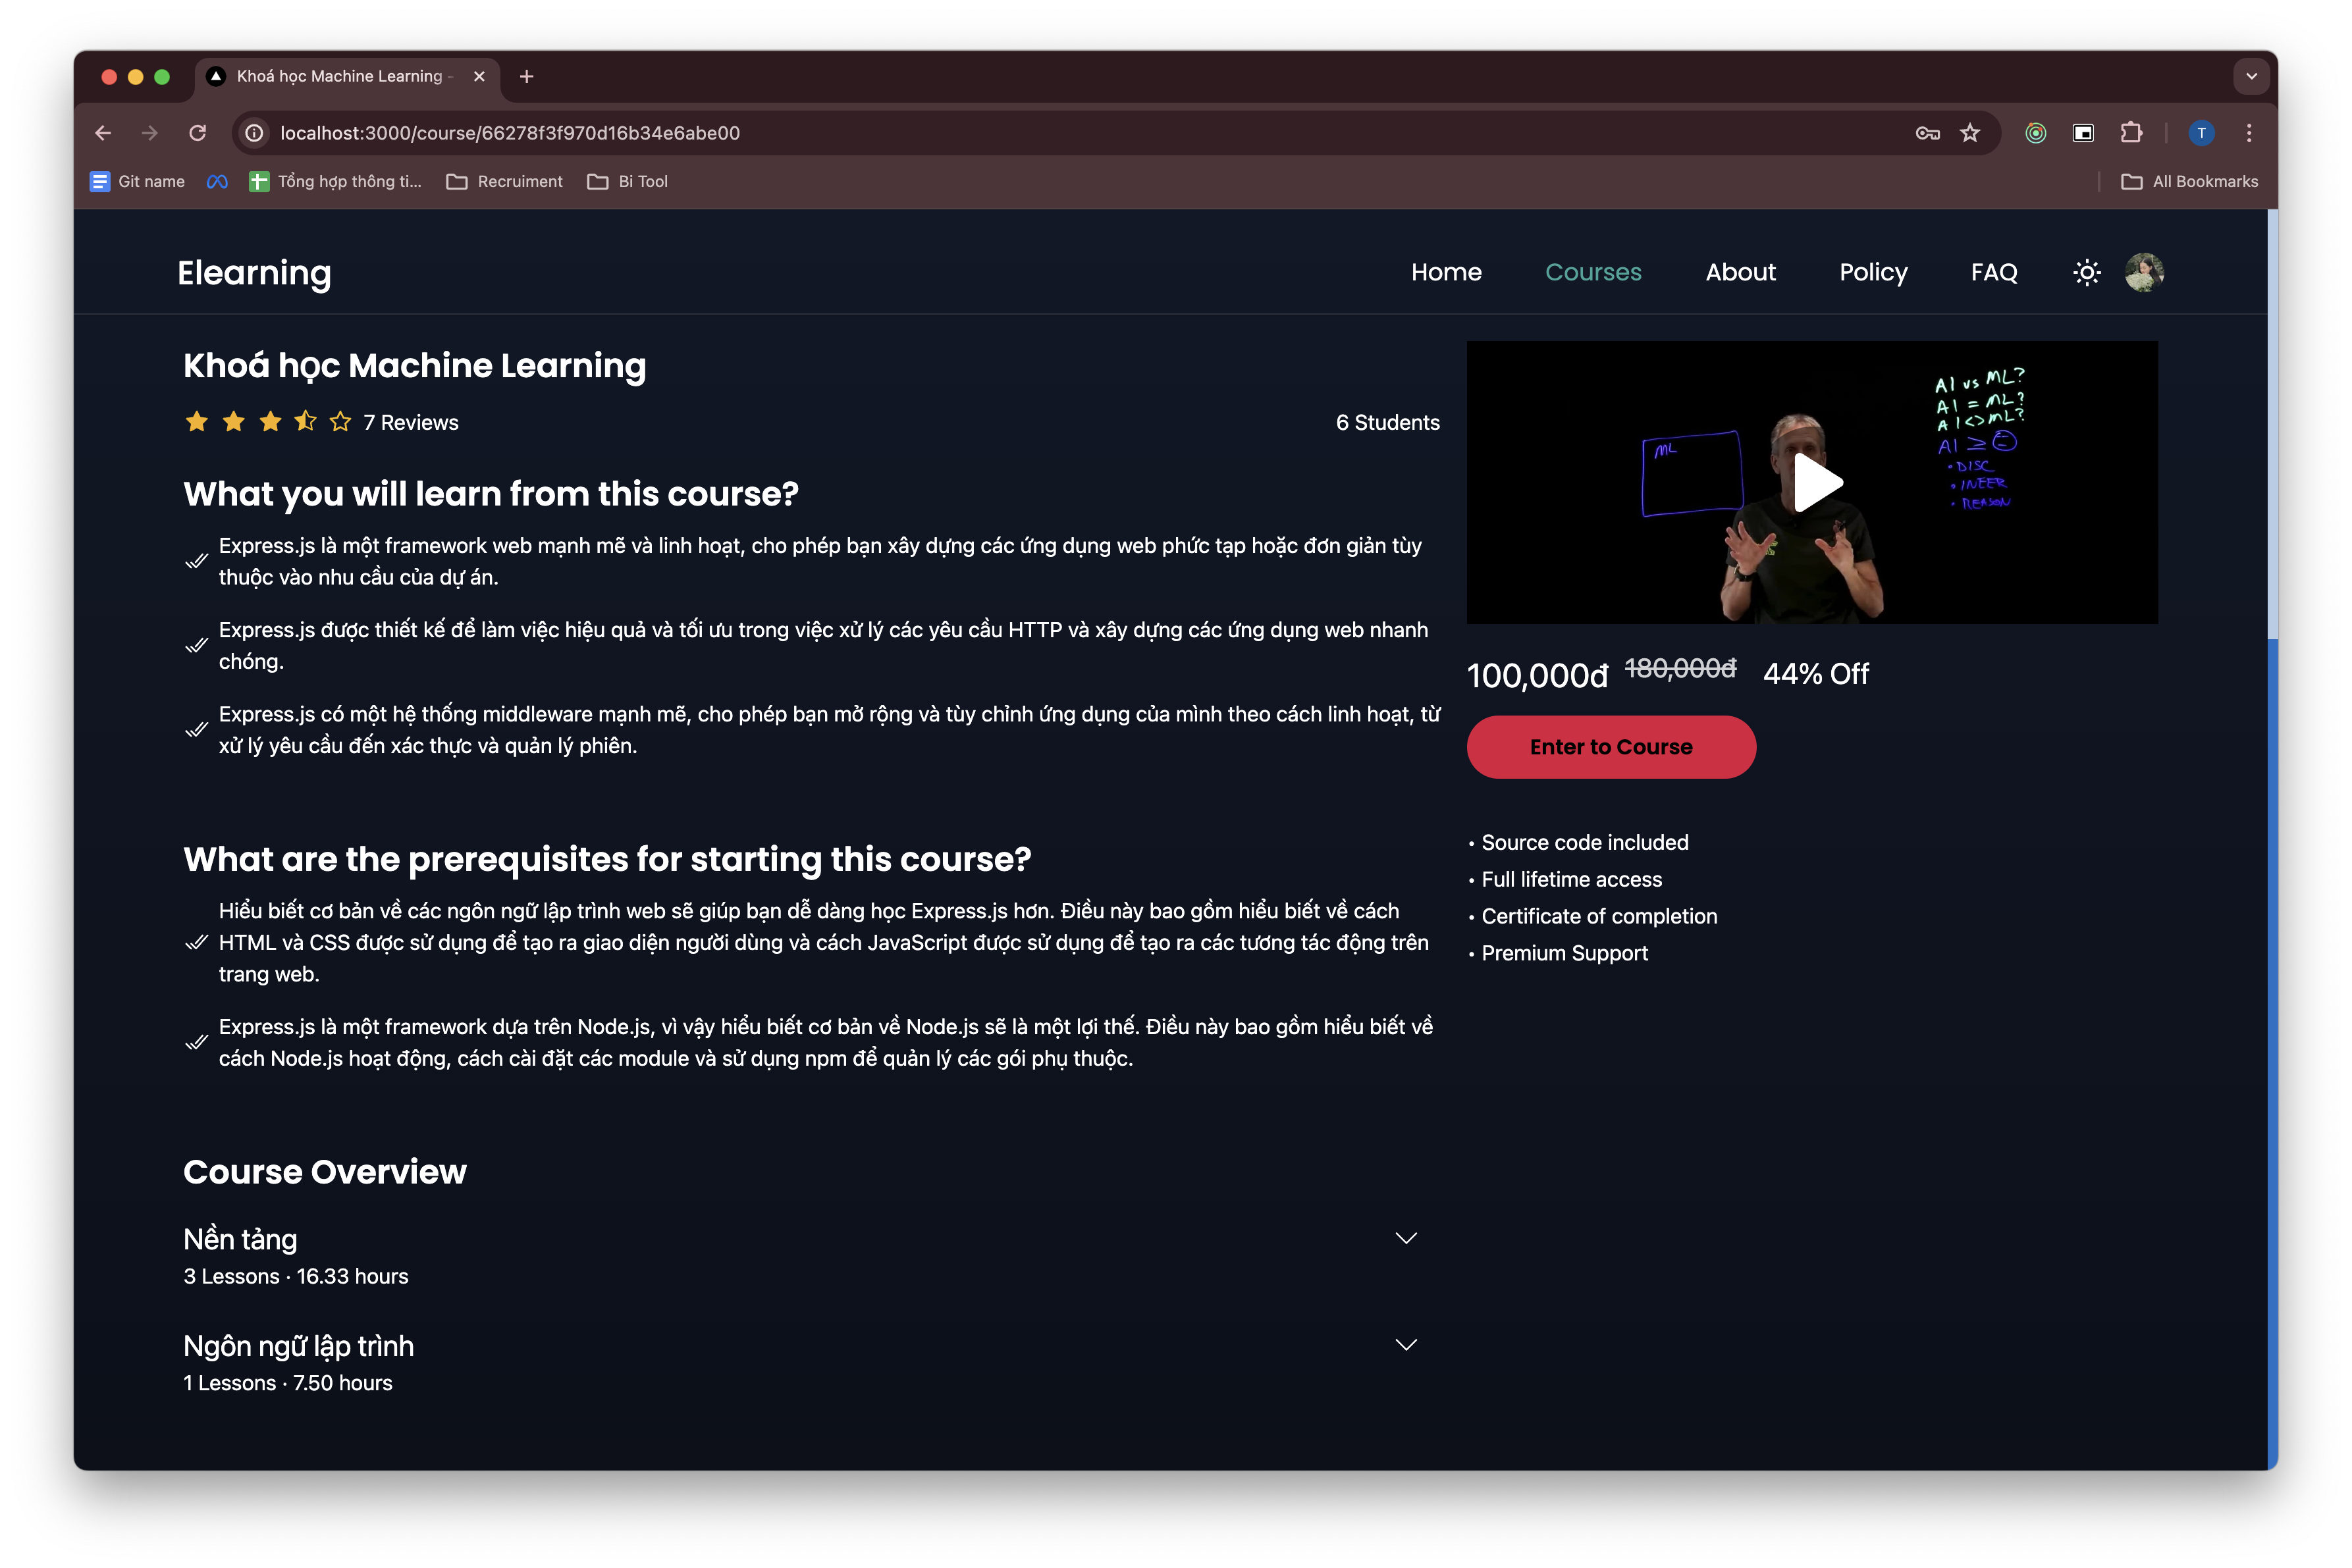 Khoá học Machine Learning -
localhost:3000/course/66278f3f970d16b34e6abe00
T
Git name
Tổng hợp thông ti...
Recruiment
Bi Tool
All Bookmarks
Elearning
Home
Courses
About
Policy
FAQ
Khoá học Machine Learning
7 Reviews
6 Students
What you will learn from this course?
Express.js là một framework web mạnh mẽ và linh hoạt, cho phép bạn xây dựng các ứng dụng web phức tạp hoặc đơn giản tùy
thuộc vào nhu cầu của dự án.
Express.js được thiết kế để làm việc hiệu quả và tối ưu trong việc xử lý các yêu cầu HTTP và xây dựng các ứng dụng web nhanh
chóng.
Express.js có một hệ thống middleware mạnh mẽ, cho phép bạn mở rộng và tùy chỉnh ứng dụng của mình theo cách linh hoạt, từ
xử lý yêu cầu đến xác thực và quản lý phiên.
What are the prerequisites for starting this course?
Hiểu biết cơ bản về các ngôn ngữ lập trình web sẽ giúp bạn dễ dàng học Express.js hơn. Điều này bao gồm hiểu biết về cách
HTML và CSS được sử dụng để tạo ra giao diện người dùng và cách JavaScript được sử dụng để tạo ra các tương tác động trên
trang web.
Express.js là một framework dựa trên Node.js, vì vậy hiểu biết cơ bản về Node.js sẽ là một lợi thế. Điều này bao gồm hiểu biết về
cách Node.js hoạt động, cách cài đặt các module và sử dụng npm để quản lý các gói phụ thuộc.
Course Overview
Nền tảng
3 Lessons · 16.33 hours
Ngôn ngữ lập trình
1 Lessons · 7.50 hours
ML
AI vs ML?
AI = ML?
AI <> ML?
AI ≥
• DISC
• INFER
• REASON
100,000đ
180,000đ
44% Off
Enter to Course
• Source code included
• Full lifetime access
• Certificate of completion
• Premium Support